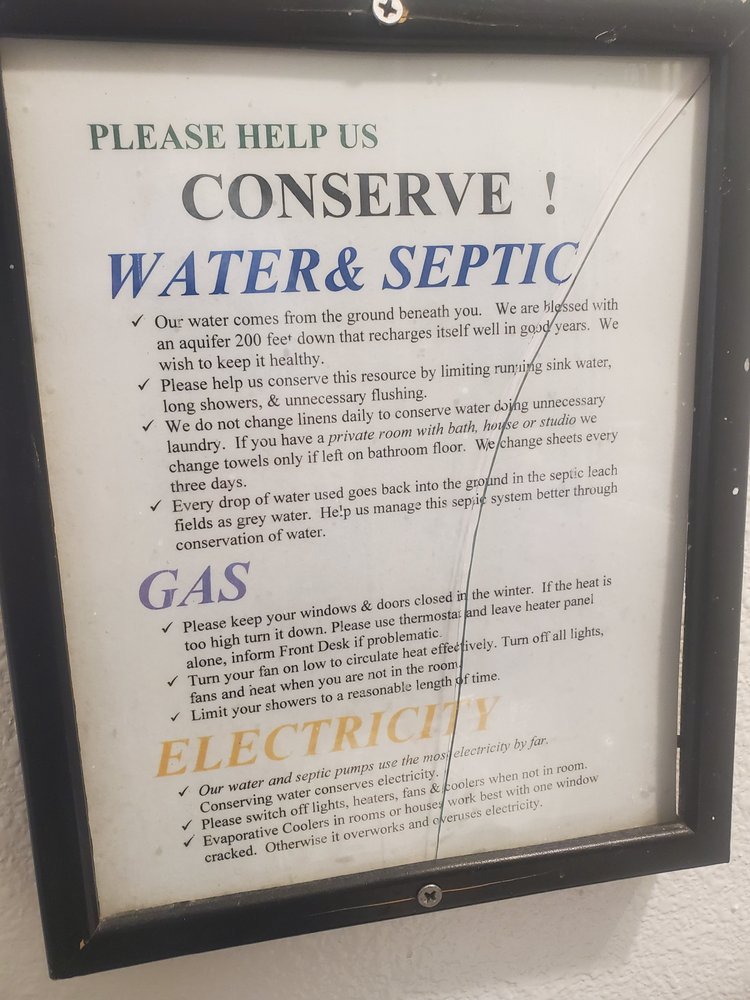 PLEASE HELP US
CONSERVE !
WATER& SEPTIC
✓ Our water comes from the ground beneath you. We are blessed with
an aquifer 200 feet down that recharges itself well in good years. We
wish to keep it healthy.
✓ Please help us conserve this resource by limiting running sink water,
long showers, & unnecessary flushing.
✓ We do not change linens daily to conserve water doing unnecessary
laundry. If you have a private room with bath, house or studio we
change towels only if left on bathroom floor. We change sheets every
three days.
✓ Every drop of water used goes back into the ground in the septic leach
fields as grey water. Help us manage this septic system better through
conservation of water.
GAS
✓ Please keep your windows & doors closed in the winter. If the heat is
too high turn it down. Please use thermostat and leave heater panel
alone, inform Front Desk if problematic.
✓ Turn your fan on low to circulate heat effectively. Turn off all lights,
fans and heat when you are not in the room.
✓ Limit your showers to a reasonable length of time.
ELECTRICITY
✓ Our water and septic pumps use the most electricity by far.
Conserving water conserves electricity.
✓ Please switch off lights, heaters, fans & coolers when not in room.
✓ Evaporative Coolers in rooms or houses work best with one window
cracked. Otherwise it overworks and overuses electricity.